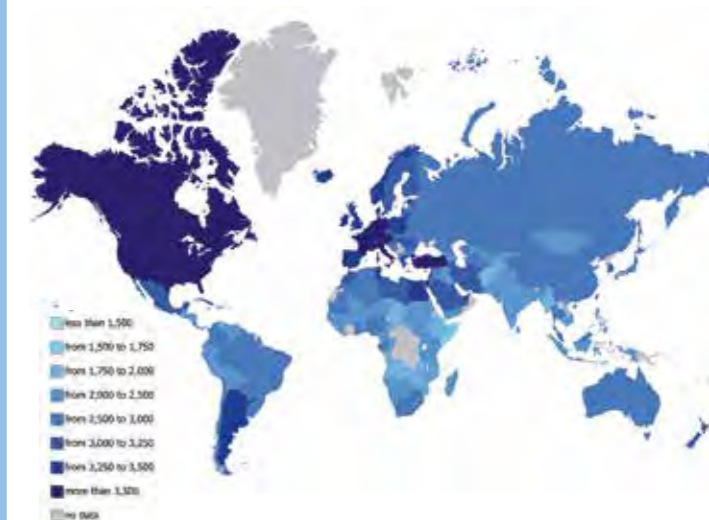 less than 1,500
from 1,500 to 1,750
from 1,750 to 2,000
from 2,000 to 2,500
from 2,500 to 3,000
from 3,000 to 3,250
from 3,250 to 3,500
more than 3,500
no data